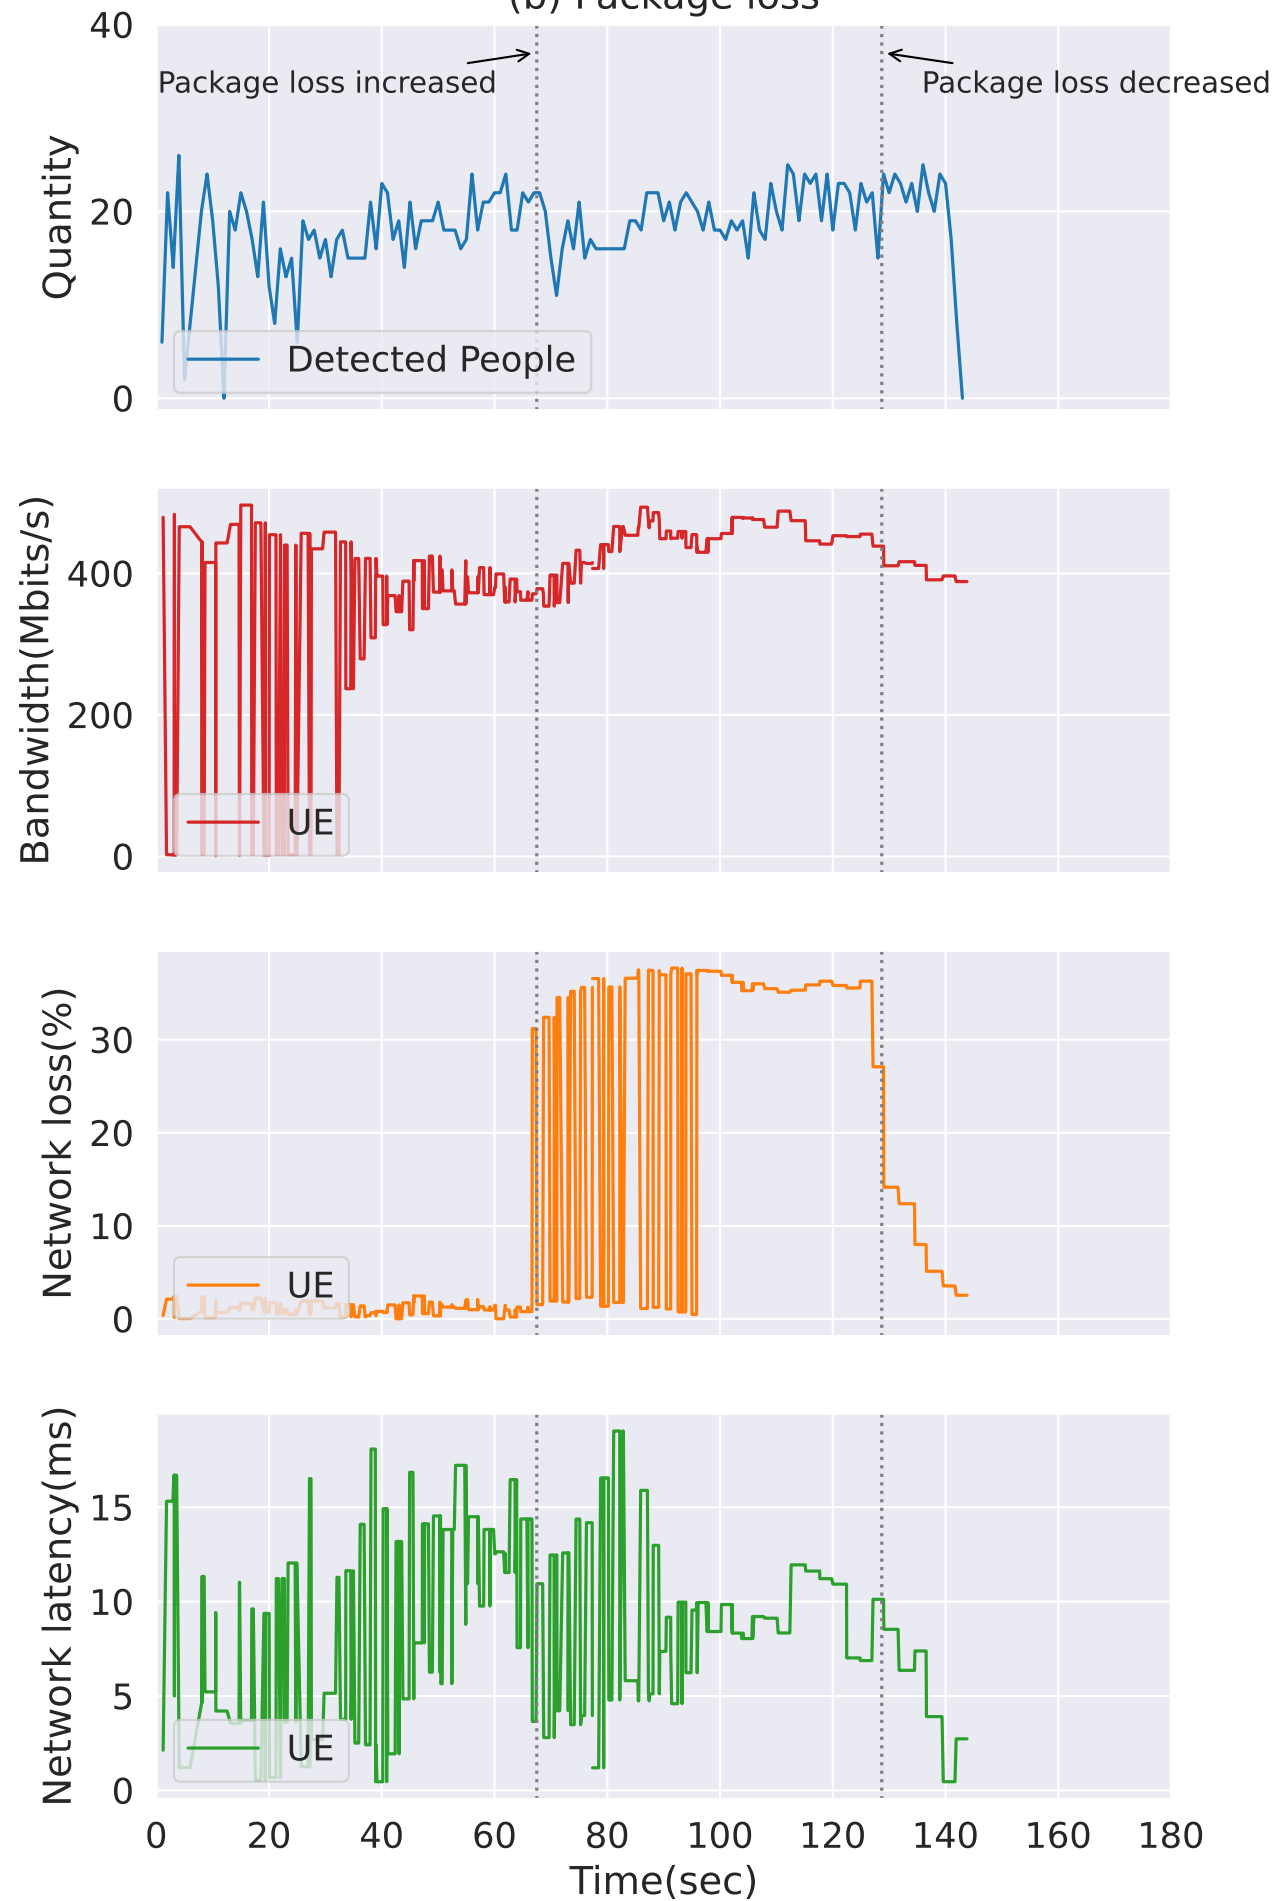 (b) Package loss
40
Package loss increased
Package loss decreased
Quantity
20
Detected People
0
Bandwidth(Mbits/s)
400
200
UE
0
Network loss(%)
30
20
10
UE
0
Network latency(ms)
15
10
5
UE
0
0 20 40 60 80 100 120 140 160 180
Time(sec)